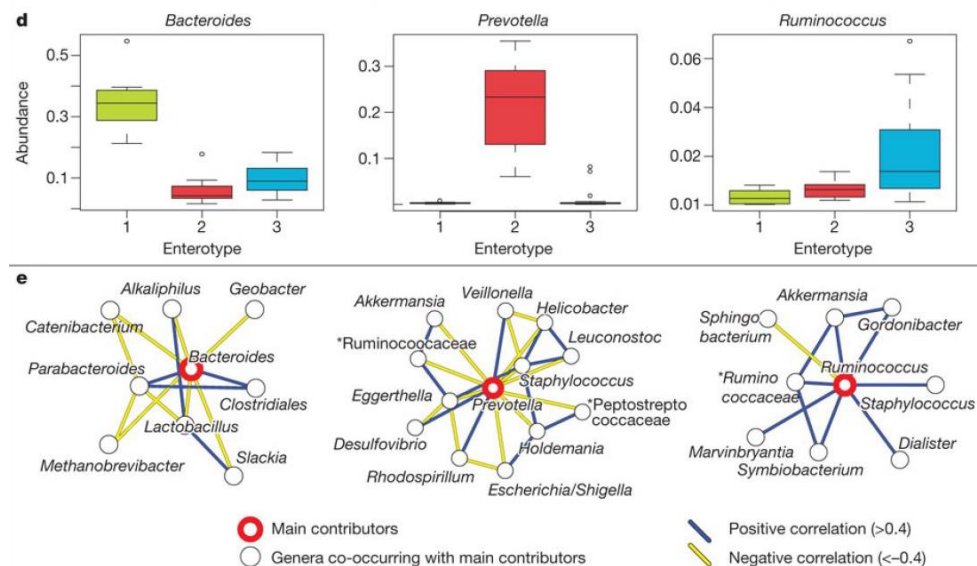 d
Bacteroides
Prevotella
Ruminococcus
Abundance
0.5
0.3
0.1
1 2 3
Enterotype
0.3
0.2
0.1
1 2 3
Enterotype
0.06
0.04
0.02
0.01
1 2 3
Enterotype
e
Alkaliphilus
Geobacter
Catenibacterium
Bacteroides
Parabacteroides
Clostridiales
Lactobacillus
Methanobrevibacter
Slackia
Veillonella
Akkermansia
Helicobacter
*Ruminoocaceae
Leuconostoc
Staphylococcus
Eggerthella
Prevotella
*Peptostrepto
coccaceae
Desulfovibrio
Holdemania
Rhodospirillum
Escherichia/Shigella
Akkermansia
Sphingo
bacterium
Gordonibacter
Ruminococcus
*Rumino
coccaceae
Staphylococcus
Marvinbryantia
Dialister
Symbiobacterium
Main contributors
Genera co-occurring with main contributors
Positive correlation (>0.4)
Negative correlation (<–0.4)